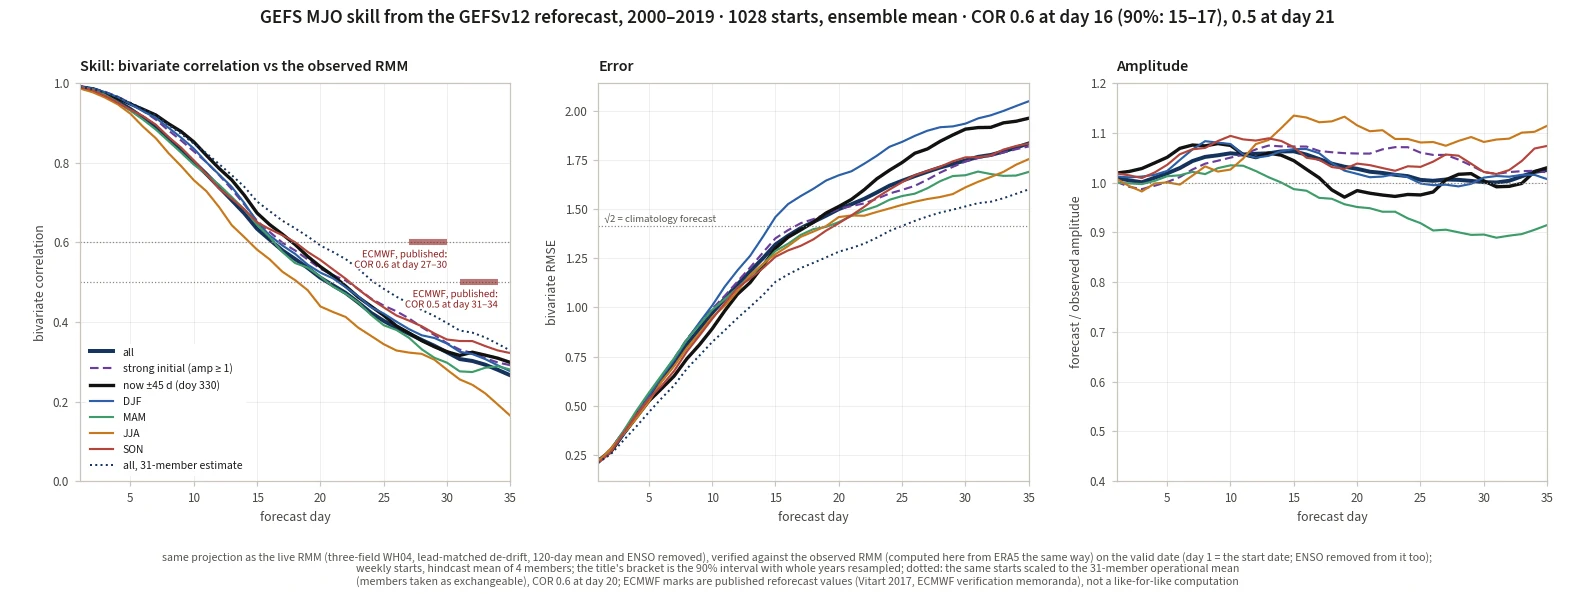 GEFS MJO skill from the GEFSv12 reforecast, 2000–2019 · 1028 starts, ensemble mean · COR 0.6 at day 16 (90%: 15–17), 0.5 at day 21
Skill: bivariate correlation vs the observed RMM
bivariate correlation
1.0
0.8
0.6
0.4
0.2
0.0
ECMWF, published:
COR 0.6 at day 27–30
ECMWF, published:
COR 0.5 at day 31–34
all
strong initial (amp ≥ 1)
now ±45 d (doy 330)
DJF
MAM
JJA
SON
all, 31-member estimate
5 10 15 20 25 30 35
forecast day
Error
bivariate RMSE
2.00
1.75
1.50
1.25
1.00
0.75
0.50
0.25
√2 = climatology forecast
5 10 15 20 25 30 35
forecast day
Amplitude
forecast / observed amplitude
1.2
1.1
1.0
0.9
0.8
0.7
0.6
0.5
0.4
5 10 15 20 25 30 35
forecast day
same projection as the live RMM (three-field WH04, lead-matched de-drift, 120-day mean and ENSO removed), verified against the observed RMM (computed here from ERA5 the same way) on the valid date (day 1 = the start date; ENSO removed from it too);
weekly starts, hindcast mean of 4 members; the title's bracket is the 90% interval with whole years resampled; dotted: the same starts scaled to the 31-member operational mean
(members taken as exchangeable), COR 0.6 at day 20; ECMWF marks are published reforecast values (Vitart 2017, ECMWF verification memoranda), not a like-for-like computation